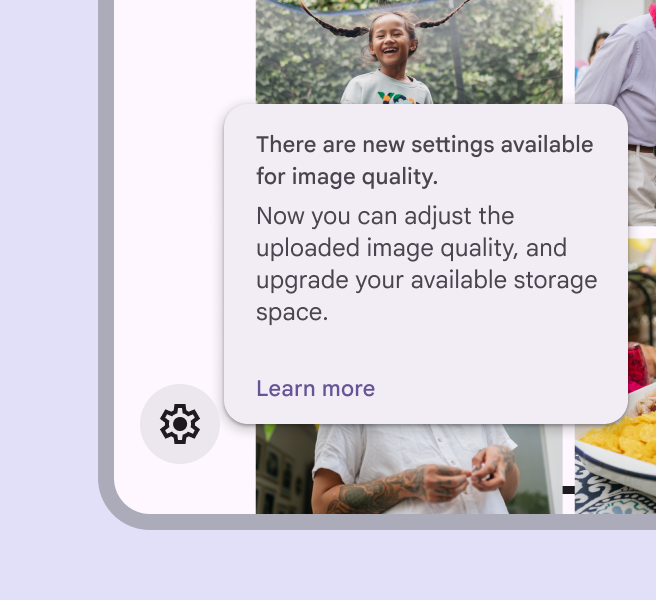 There are new settings available
for image quality.
Now you can adjust the
uploaded image quality, and
upgrade your available storage
space.
Learn more